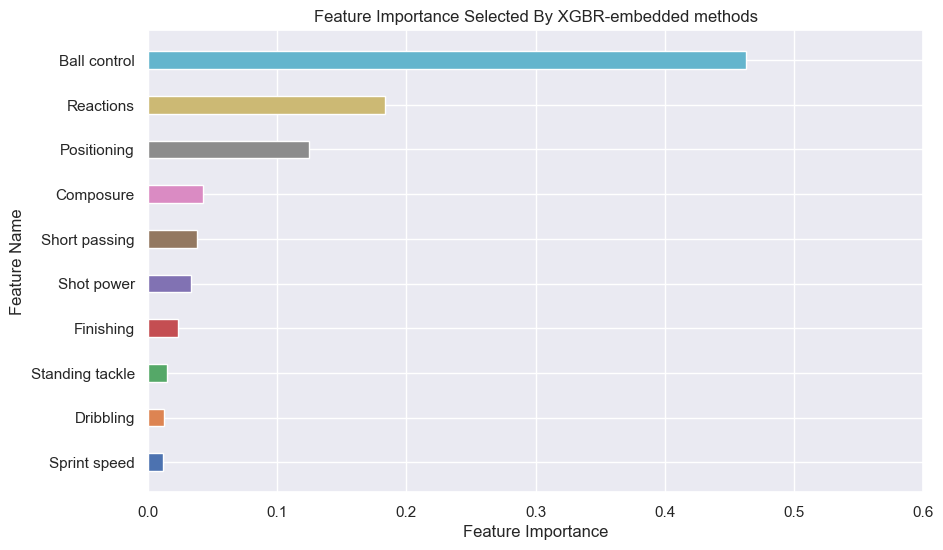 Feature Importance Selected By XGBR-embedded methods
Feature Name
Ball control
Reactions
Positioning
Composure
Short passing
Shot power
Finishing
Standing tackle
Dribbling
Sprint speed
0.0 0.1 0.2 0.3 0.4 0.5 0.6
Feature Importance